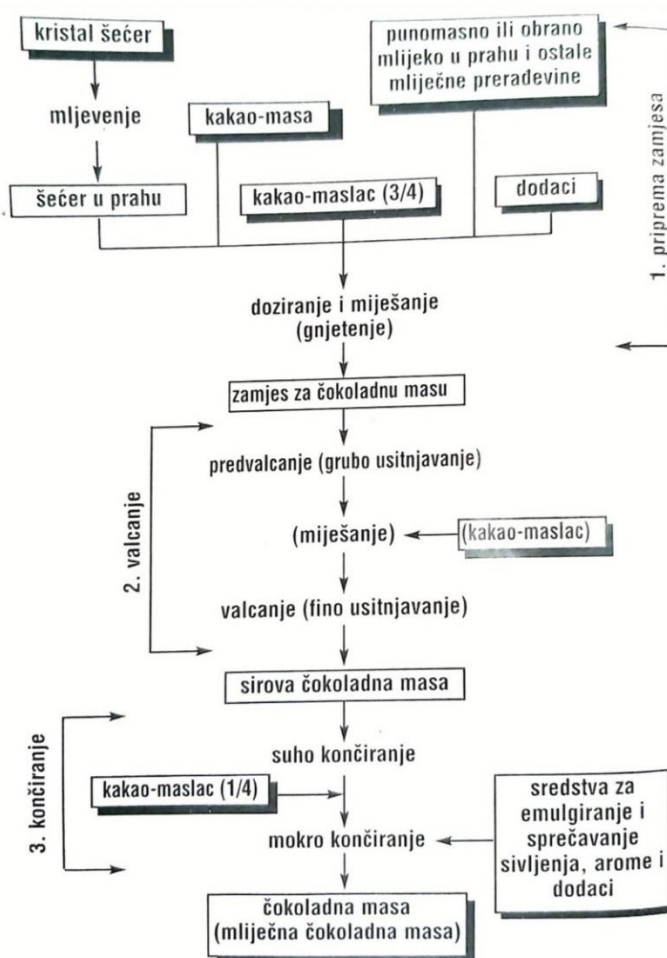 kristal šećer
mljevenje
šećer u prahu
kakao-masa
kakao-maslac (3/4)
punomasno ili obrano
mlijeko u prahu i ostale
mliječne prerađevine
dodaci
1. priprema zamjesa
doziranje i miješanje
(gnjetenje)
zamjes za čokoladnu masu
2. valcanje
predvalcanje (grubo usitnjavanje)
(miješanje)
(kakao-maslac)
valcanje (fino usitnjavanje)
sirova čokoladna masa
3. končiranje
suho končiranje
kakao-maslac (1/4)
mokro končiranje
sredstva za
emulgiranje i
sprečavanje
sivljenja, arome i
dodaci
čokoladna masa
(mliječna čokoladna masa)